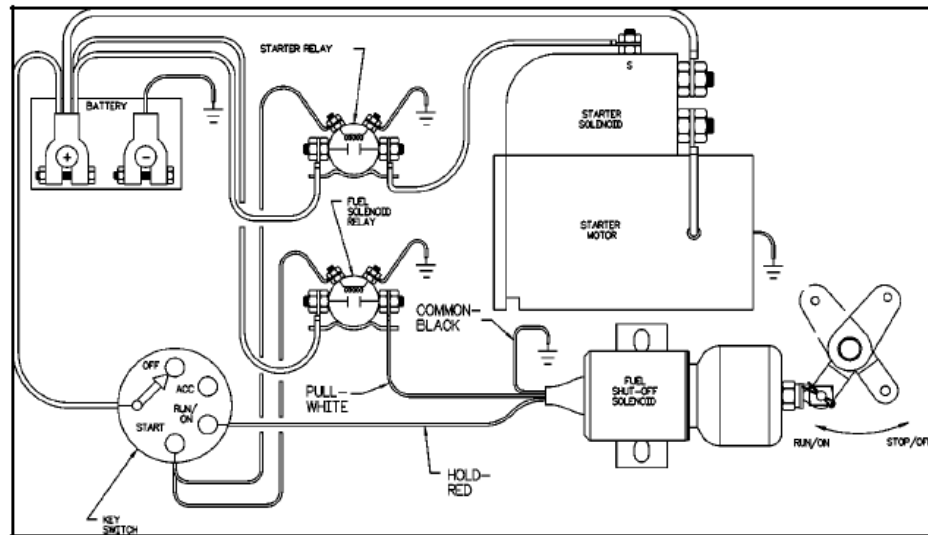 STARTER RELAY
BATTERY
+
-
S
STARTER
SOLENOID
FUEL
SOLENOID
RELAY
STARTER
MOTOR
COMMON-
BLACK
OFF
ACC
RUN/
ON
START
PULL-
WHITE
FUEL
SHUT-OFF
SOLENOID
RUN/ON
STOP/OFF
HOLD-
RED
KEY
SWITCH